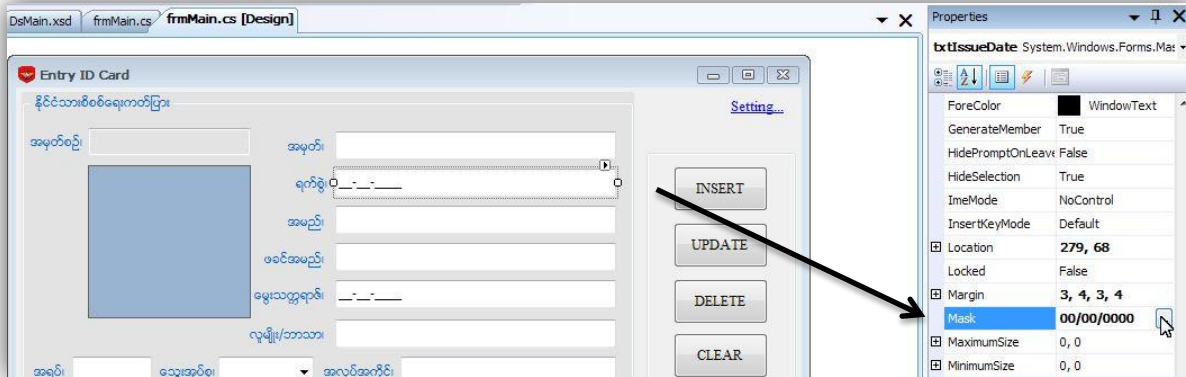 DsMain.xsd frmMain.cs frmMain.cs [Design]
Entry ID Card
နိုင်ငံသားစိစစ်ရေးကတ်ပြား
Setting...
အမှတ်စဉ်၊
အမှတ်၊
ရက်စွဲ၊ __-__-____
INSERT
အမည်၊
UPDATE
ဖခင်အမည်၊
မွေးသက္ကရာဇ်၊ __-__-____
DELETE
လူမျိုး/ဘာသာ၊
CLEAR
အရပ်၊ သွေးအုပ်စု၊ အလုပ်အကိုင်၊
Properties
txtIssueDate System.Windows.Forms.Mas
ForeColor WindowText
GenerateMember True
HidePromptOnLeave False
HideSelection True
ImeMode NoControl
InsertKeyMode Default
Location 279, 68
Locked False
Margin 3, 4, 3, 4
Mask 00/00/0000
MaximumSize 0, 0
MinimumSize 0, 0